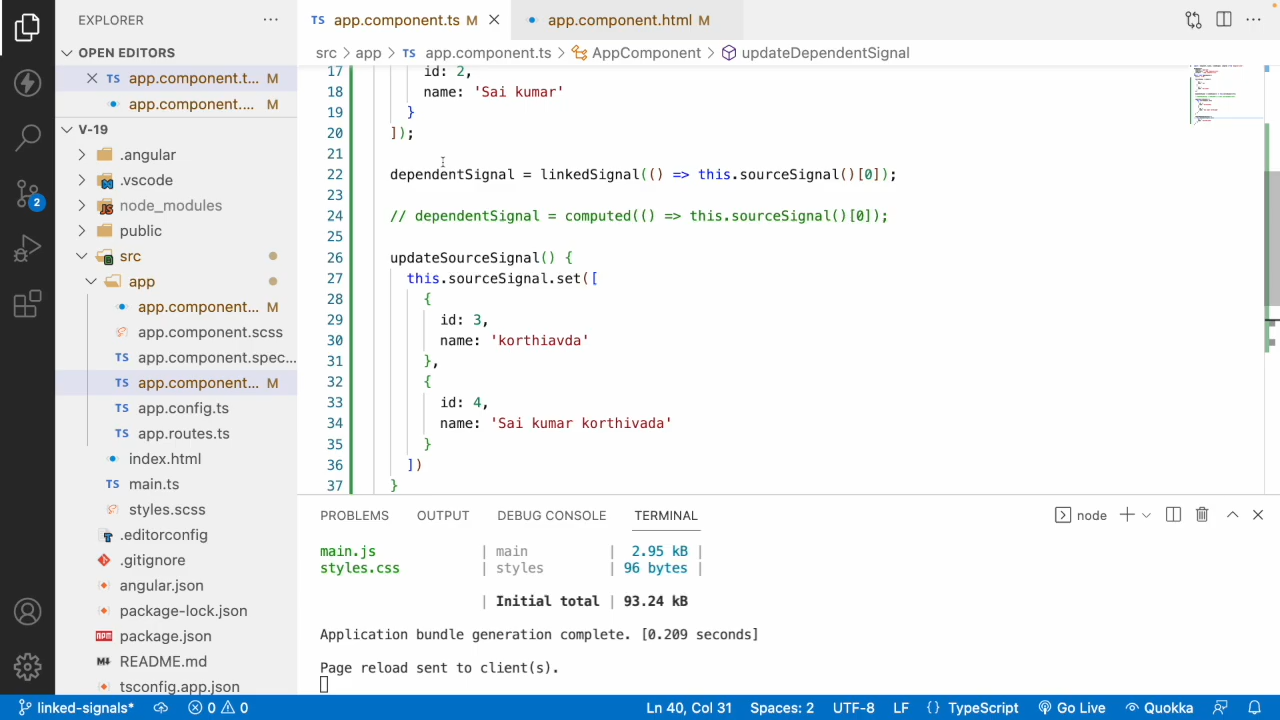 EXPLORER
OPEN EDITORS
app.component.t... M
app.component.... M
V-19
.angular
.vscode
node_modules
public
src
app
app.component... M
app.component.scss
app.component.spec...
TS app.component... M
TS app.config.ts
TS app.routes.ts
index.html
TS main.ts
styles.scss
.editorconfig
.gitignore
angular.json
package-lock.json
package.json
README.md
tsconfig.app.json
TS app.component.ts M
app.component.html M
src > app > TS app.component.ts > AppComponent > updateDependentSignal
17 id: 2,
18 name: 'Sai kumar'
19 }
20 ]);
21
22 dependentSignal = linkedSignal(() => this.sourceSignal()[0]);
23
24 // dependentSignal = computed(() => this.sourceSignal()[0]);
25
26 updateSourceSignal() {
27 this.sourceSignal.set([
28 {
29 id: 3,
30 name: 'korthiavda'
31 },
32 {
33 id: 4,
34 name: 'Sai kumar korthivada'
35 }
36 ])
37 }
PROBLEMS OUTPUT DEBUG CONSOLE TERMINAL
node
main.js | main | 2.95 kB |
styles.css | styles | 96 bytes |
| Initial total | 93.24 kB
Application bundle generation complete. [0.209 seconds]
Page reload sent to client(s).
linked-signals* 0 0 Ln 40, Col 31 Spaces: 2 UTF-8 LF {} TypeScript Go Live Quokka